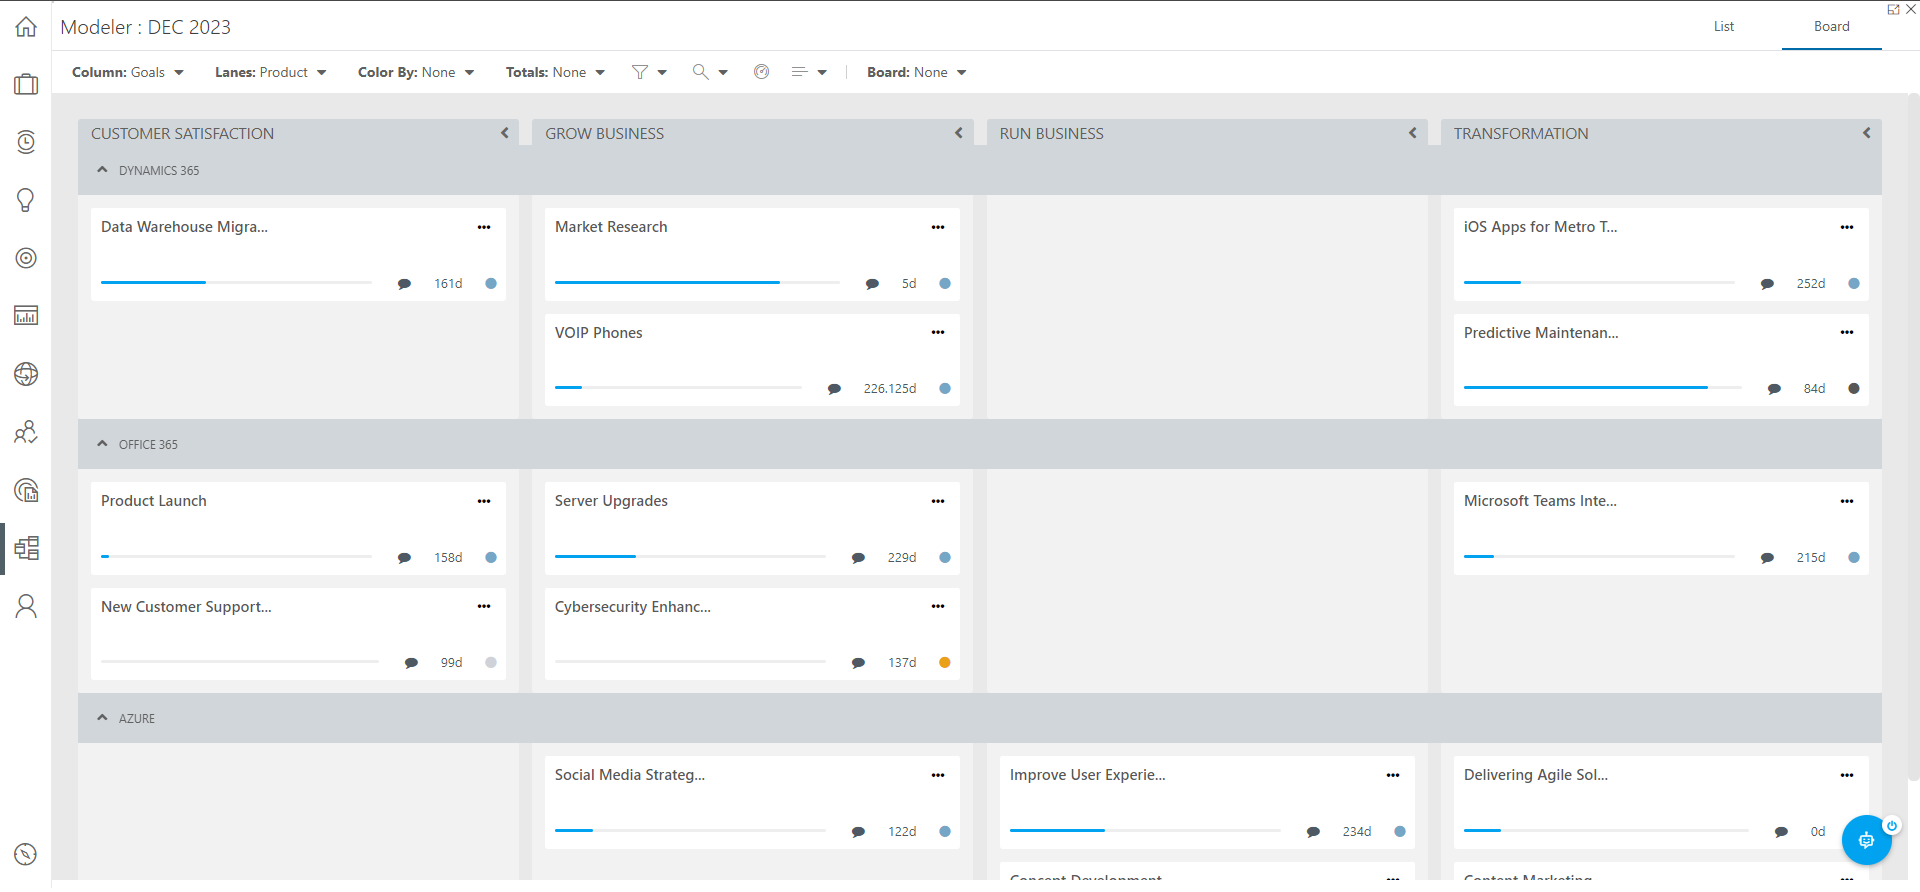 Modeler : DEC 2023
List
Board
Column: Goals
Lanes: Product
Color By: None
Totals: None
Board: None
CUSTOMER SATISFACTION
GROW BUSINESS
RUN BUSINESS
TRANSFORMATION
DYNAMICS 365
Data Warehouse Migra...
161d
Market Research
5d
iOS Apps for Metro T...
252d
VOIP Phones
226.125d
Predictive Maintenan...
84d
OFFICE 365
Product Launch
158d
Server Upgrades
229d
Microsoft Teams Inte...
215d
New Customer Support...
99d
Cybersecurity Enhanc...
137d
AZURE
Social Media Strateg...
122d
Improve User Experie...
234d
Delivering Agile Sol...
0d
Concept Development
Content Marketing